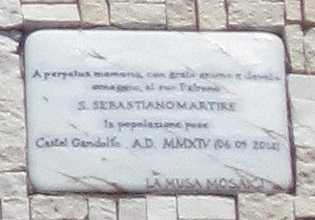 A perpetua memoria, con grato animo e devoto
omaggio, al suo Patrono
S. SEBASTIANO MARTIRE
la popolazione pose
Castel Gandolfo A.D. MMXIV (06 09 2014)
LA MUSA MOSAICI